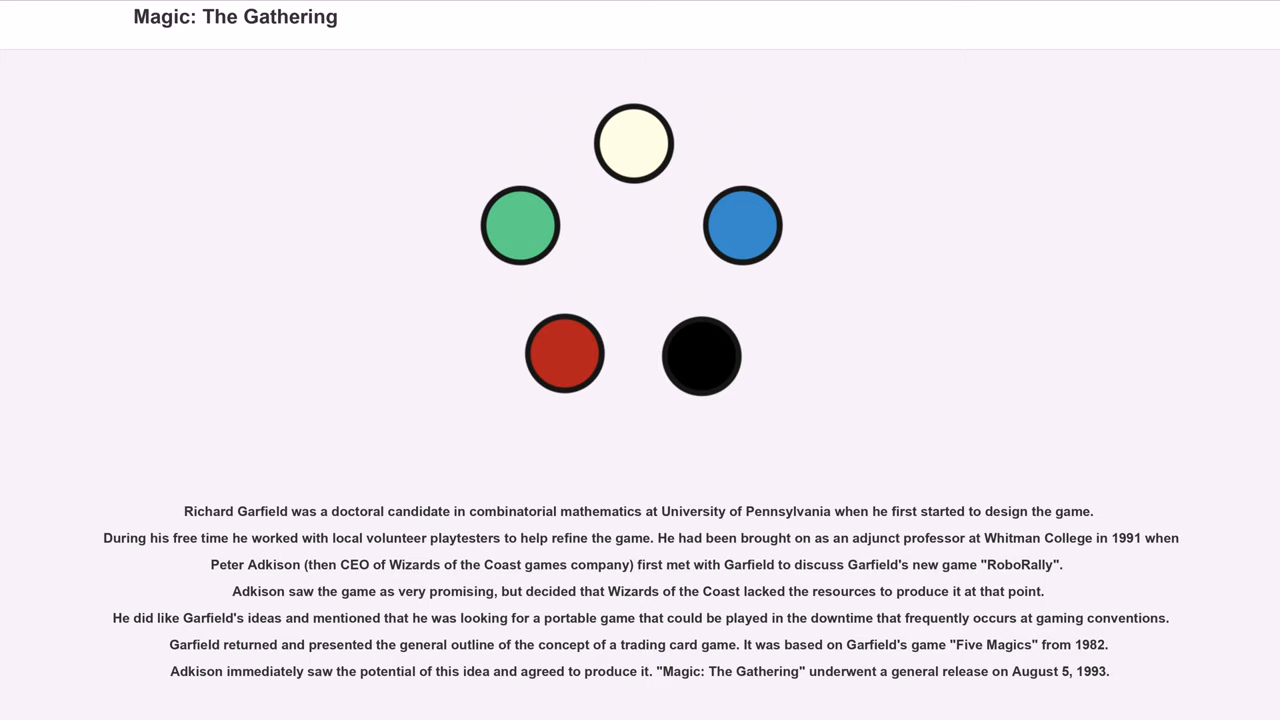 Magic: The Gathering
Richard Garfield was a doctoral candidate in combinatorial mathematics at University of Pennsylvania when he first started to design the game.
During his free time he worked with local volunteer playtesters to help refine the game. He had been brought on as an adjunct professor at Whitman College in 1991 when
Peter Adkison (then CEO of Wizards of the Coast games company) first met with Garfield to discuss Garfield's new game "RoboRally".
Adkison saw the game as very promising, but decided that Wizards of the Coast lacked the resources to produce it at that point.
He did like Garfield's ideas and mentioned that he was looking for a portable game that could be played in the downtime that frequently occurs at gaming conventions.
Garfield returned and presented the general outline of the concept of a trading card game. It was based on Garfield's game "Five Magics" from 1982.
Adkison immediately saw the potential of this idea and agreed to produce it. "Magic: The Gathering" underwent a general release on August 5, 1993.